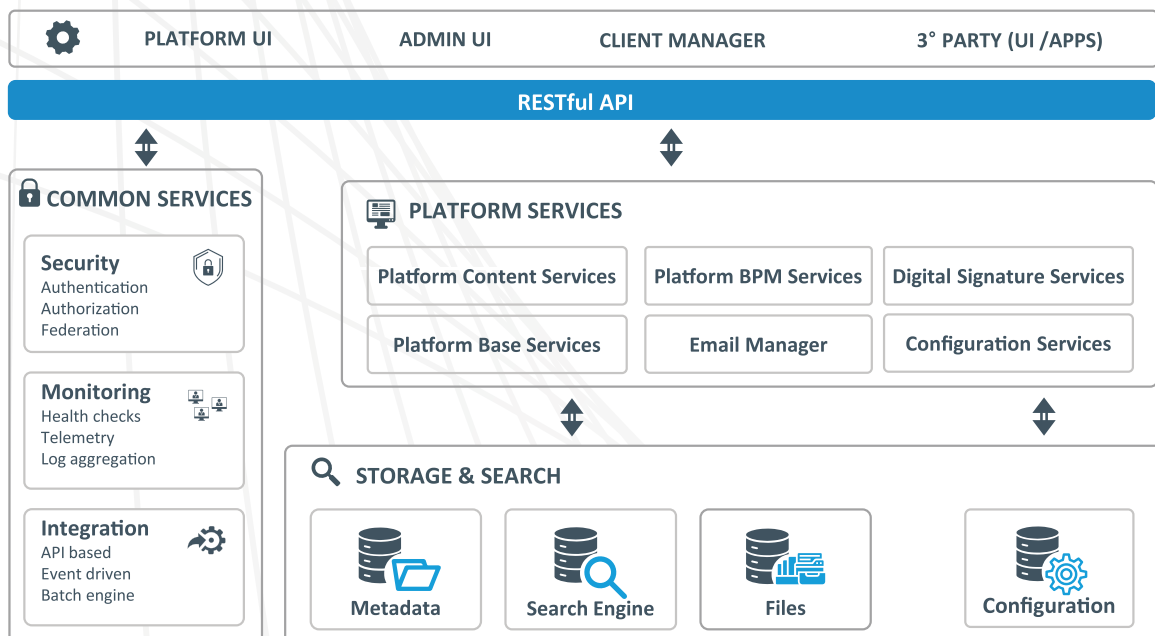 PLATFORM UI
ADMIN UI
CLIENT MANAGER
3° PARTY (UI /APPS)
RESTful API
COMMON SERVICES
Security
Authentication
Authorization
Federation
Monitoring
Health checks
Telemetry
Log aggregation
Integration
API based
Event driven
Batch engine
PLATFORM SERVICES
Platform Content Services
Platform BPM Services
Digital Signature Services
Platform Base Services
Email Manager
Configuration Services
STORAGE & SEARCH
Metadata
Search Engine
Files
Configuration